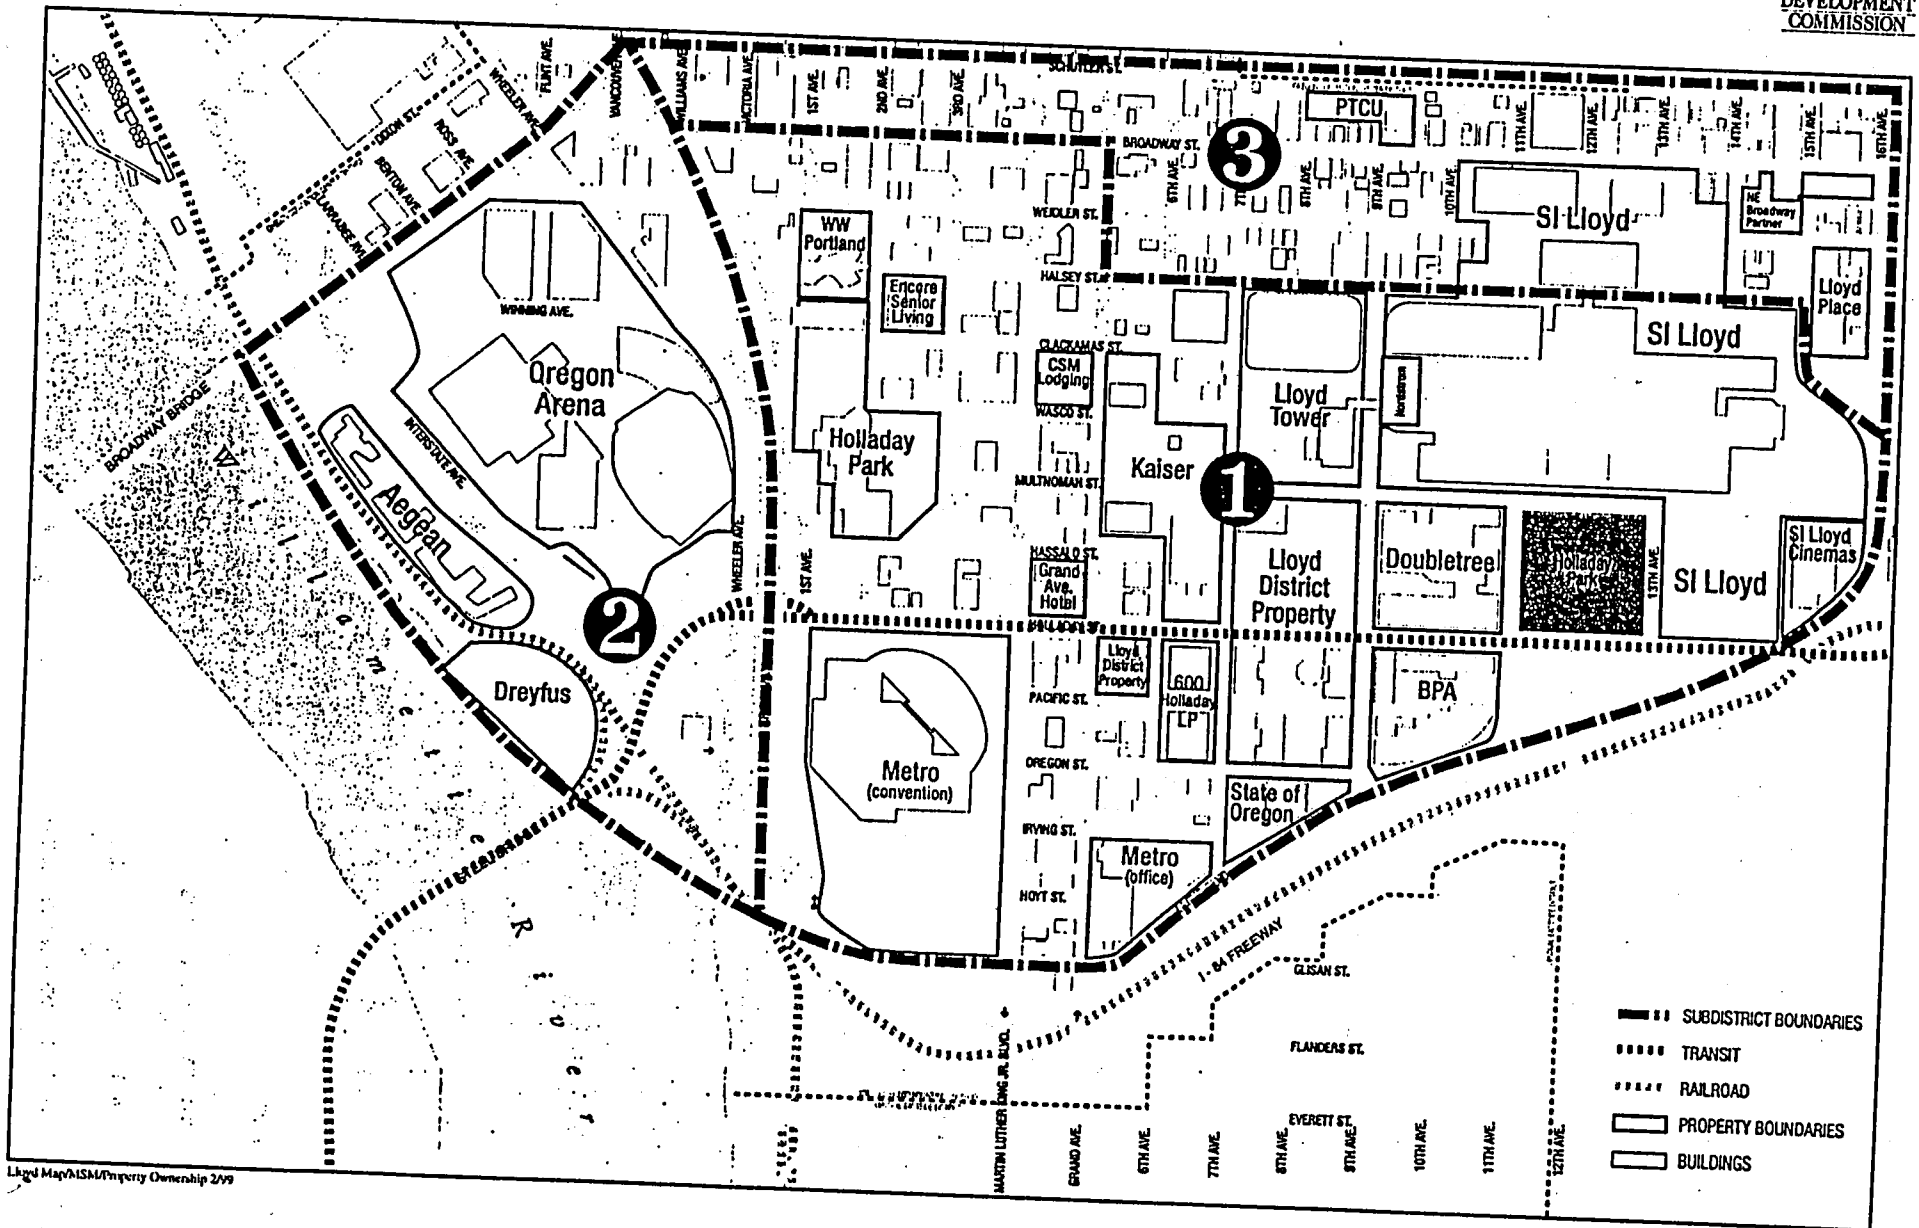 DEVELOPMENT
COMMISSION
FLINT AVE.
WILLIAMS AVE.
VICTORIA AVE.
1ST AVE.
2ND AVE.
3RD AVE.
SCHUYLER ST.
PTCU
11TH AVE.
12TH AVE.
13TH AVE.
14TH AVE.
15TH AVE.
16TH AVE.
WHEELER AVE.
DIXON ST.
ROSS AVE.
BENTON AVE.
LARRABEE AVE.
BROADWAY ST.
3
6TH AVE.
8TH AVE.
9TH AVE.
10TH AVE.
WEIDLER ST.
WW
Portland
SI Lloyd
NE
Broadway
Partner
HALSEY ST.
Encore
Senior
Living
Lloyd
Place
WINNING AVE.
SI Lloyd
CLACKAMAS ST.
CSM
Lodging
Nordstrom
Oregon
Arena
Lloyd
Tower
WASCO ST.
BROADWAY BRIDGE
INTERSTATE AVE.
Holladay
Park
Kaiser
1
MULTNOMAH ST.
Aegean
WHEELER AVE.
1ST AVE.
HASSALO ST.
Grand
Ave.
Hotel
HOLLADAY ST.
Lloyd
District
Property
Doubletree
Holladay
Park
13TH AVE.
SI Lloyd
SI Lloyd
Cinemas
2
Dreyfus
Lloyd
District
Property
600
Holladay
LP
BPA
PACIFIC ST.
Metro
(convention)
OREGON ST.
State of
Oregon
IRVING ST.
Metro
(office)
HOYT ST.
Willamette River
I-84 FREEWAY
GLISAN ST.
FLANDERS ST.
EVERETT ST.
MARTIN LUTHER KING JR. BLVD.
GRAND AVE.
6TH AVE.
7TH AVE.
8TH AVE.
9TH AVE.
10TH AVE.
11TH AVE.
12TH AVE.
SUBDISTRICT BOUNDARIES
TRANSIT
RAILROAD
PROPERTY BOUNDARIES
BUILDINGS
Lloyd Map/MSM/Property Ownership 2/99